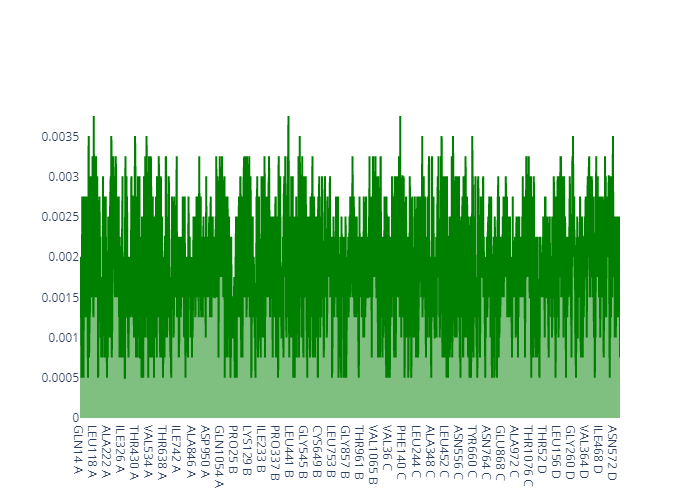 0.0035
0.003
0.0025
0.002
0.0015
0.001
0.0005
0
GLN14 A
LEU118 A
ALA222 A
ILE326 A
THR430 A
VAL534 A
THR638 A
ILE742 A
ALA846 A
ASP950 A
GLN1054 A
PRO25 B
LYS129 B
ILE233 B
PRO337 B
LEU441 B
GLY545 B
CYS649 B
LEU753 B
GLY857 B
THR961 B
VAL1065 B
VAL36 C
PHE140 C
LEU244 C
ALA348 C
LEU452 C
ASN556 C
TYR660 C
ASN764 C
GLU868 C
ALA972 C
THR1076 C
THR52 D
LEU156 D
GLY260 D
VAL364 D
ILE468 D
ASN572 D